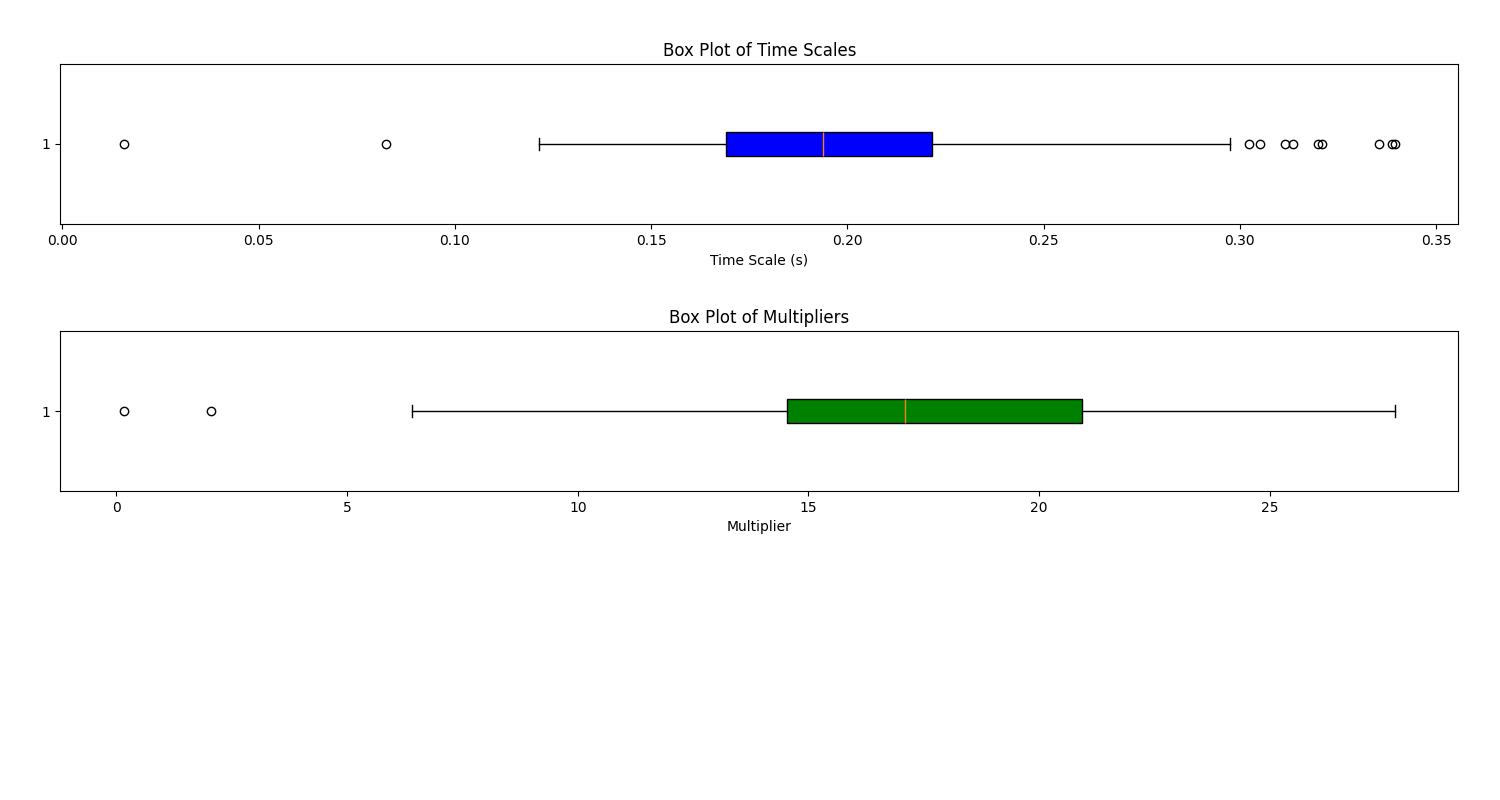 Box Plot of Time Scales
1
0.00 0.05 0.10 0.15 0.20 0.25 0.30 0.35
Time Scale (s)
Box Plot of Multipliers
1
0 5 10 15 20 25
Multiplier